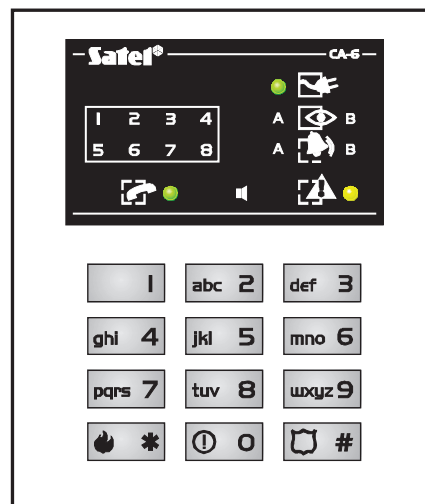 Satel® CA-6
1 2 3 4 A B
5 6 7 8 A B
1 abc 2 def 3
ghi 4 jkl 5 mno 6
pqrs 7 tuv 8 wxyz 9
* 0 #